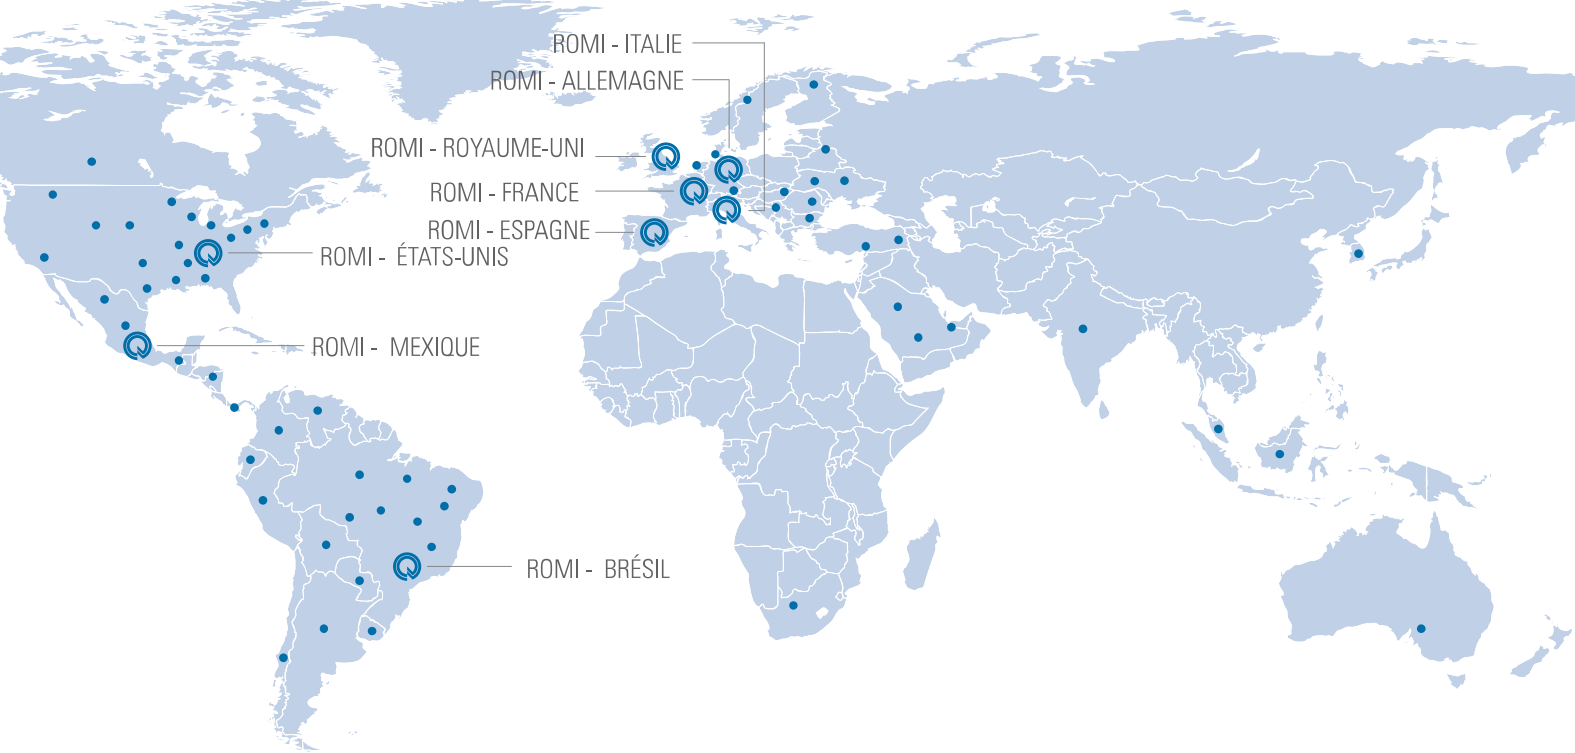 ROMI - ITALIE
ROMI - ALLEMAGNE
ROMI - ROYAUME-UNI
ROMI - FRANCE
ROMI - ESPAGNE
ROMI - ÉTATS-UNIS
ROMI - MEXIQUE
ROMI - BRÉSIL